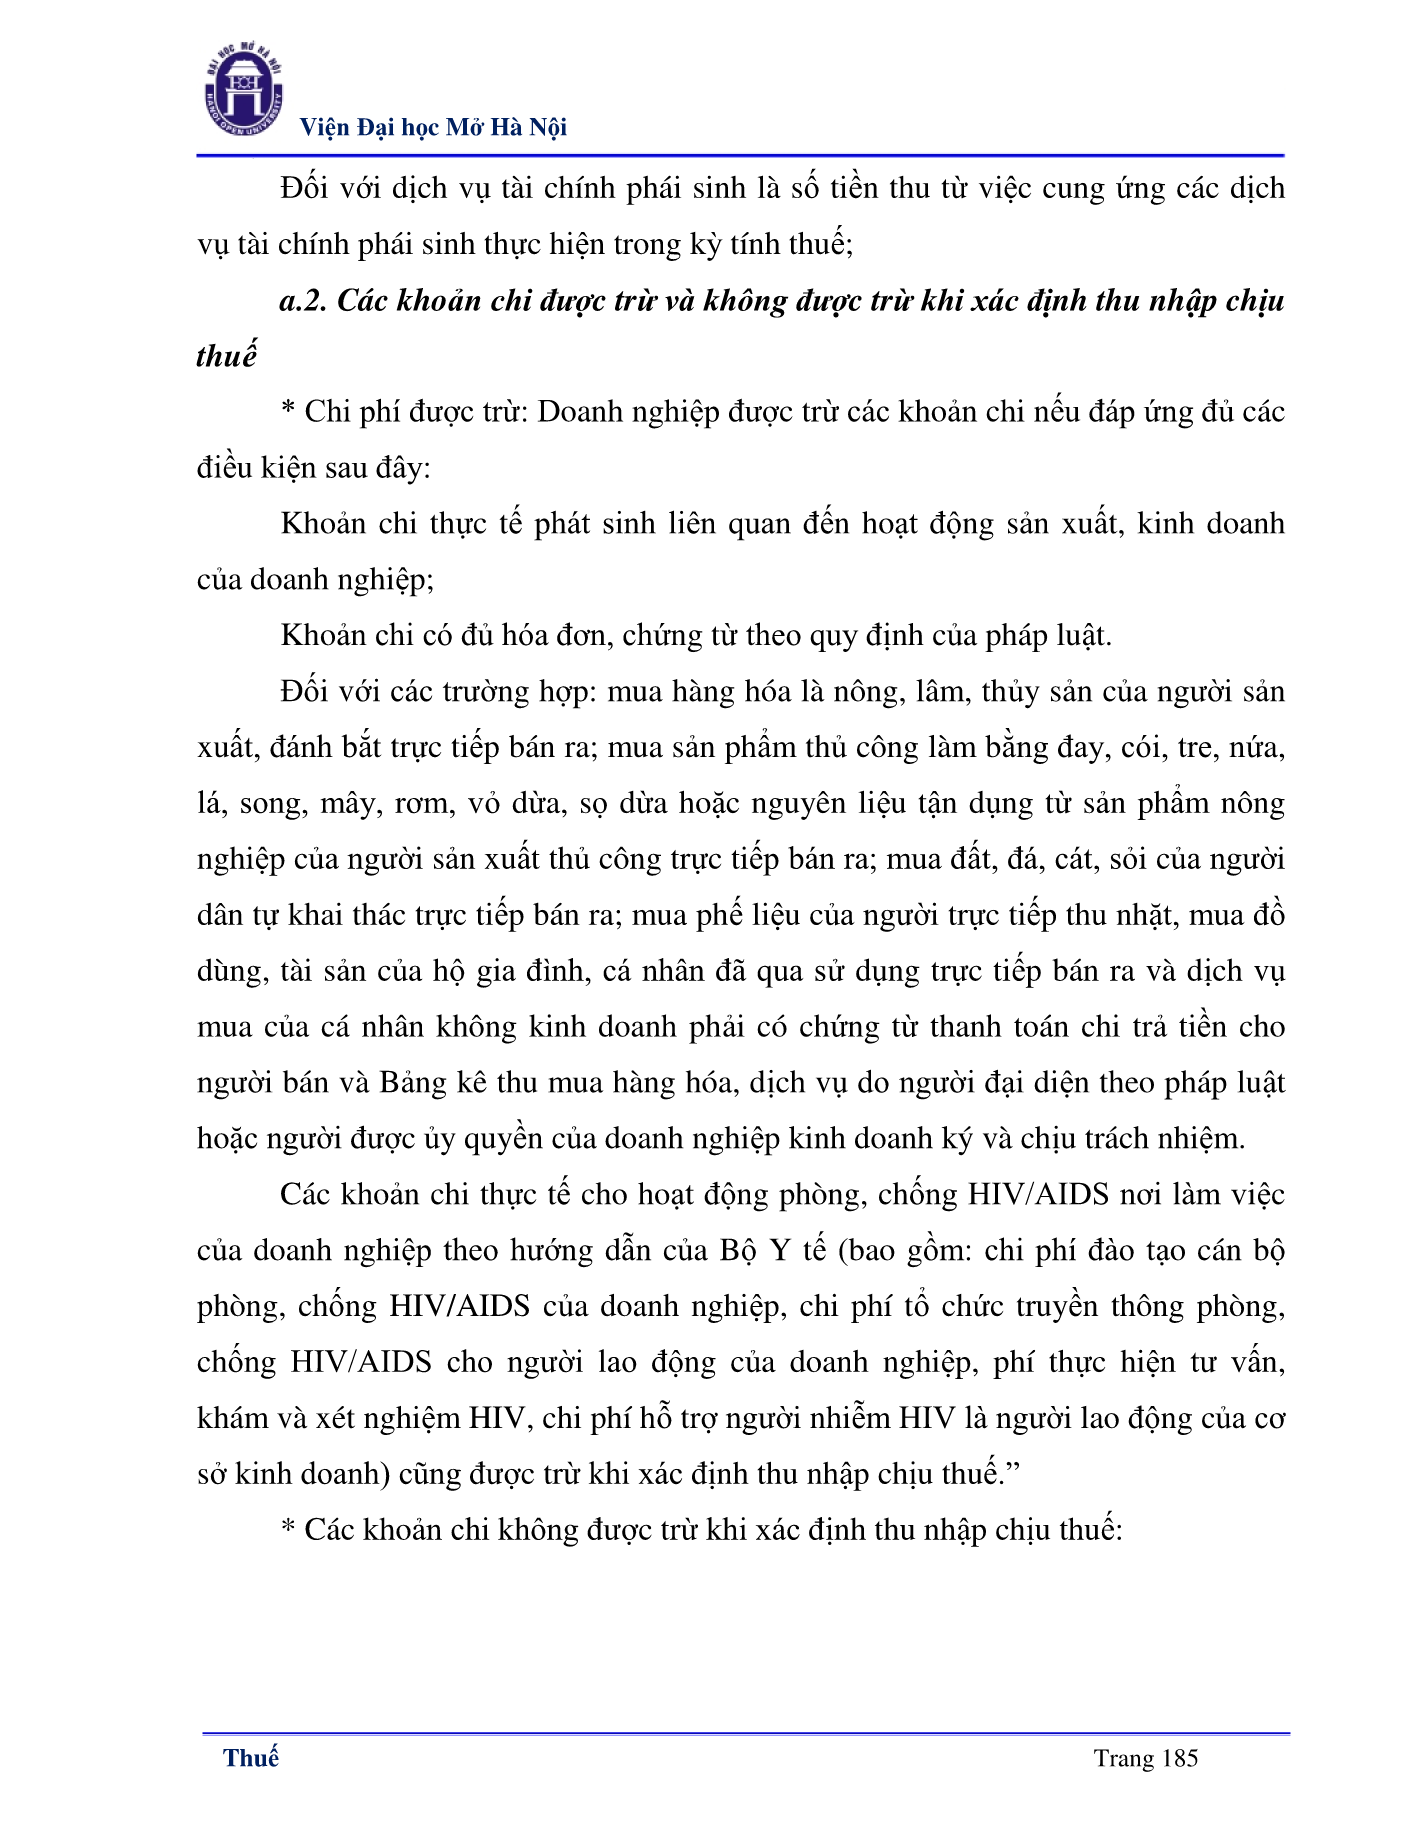 ĐẠI HỌC MỞ HÀ NỘI
HANOI OPEN UNIVERSITY
Viện Đại học Mở Hà Nội
Đối với dịch vụ tài chính phái sinh là số tiền thu từ việc cung ứng các dịch
vụ tài chính phái sinh thực hiện trong kỳ tính thuế;
a.2. Các khoản chi được trừ và không được trừ khi xác định thu nhập chịu
thuế
* Chi phí được trừ: Doanh nghiệp được trừ các khoản chi nếu đáp ứng đủ các
điều kiện sau đây:
Khoản chi thực tế phát sinh liên quan đến hoạt động sản xuất, kinh doanh
của doanh nghiệp;
Khoản chi có đủ hóa đơn, chứng từ theo quy định của pháp luật.
Đối với các trường hợp: mua hàng hóa là nông, lâm, thủy sản của người sản
xuất, đánh bắt trực tiếp bán ra; mua sản phẩm thủ công làm bằng đay, cói, tre, nứa,
lá, song, mây, rơm, vỏ dừa, sọ dừa hoặc nguyên liệu tận dụng từ sản phẩm nông
nghiệp của người sản xuất thủ công trực tiếp bán ra; mua đất, đá, cát, sỏi của người
dân tự khai thác trực tiếp bán ra; mua phế liệu của người trực tiếp thu nhặt, mua đồ
dùng, tài sản của hộ gia đình, cá nhân đã qua sử dụng trực tiếp bán ra và dịch vụ
mua của cá nhân không kinh doanh phải có chứng từ thanh toán chi trả tiền cho
người bán và Bảng kê thu mua hàng hóa, dịch vụ do người đại diện theo pháp luật
hoặc người được ủy quyền của doanh nghiệp kinh doanh ký và chịu trách nhiệm.
Các khoản chi thực tế cho hoạt động phòng, chống HIV/AIDS nơi làm việc
của doanh nghiệp theo hướng dẫn của Bộ Y tế (bao gồm: chi phí đào tạo cán bộ
phòng, chống HIV/AIDS của doanh nghiệp, chi phí tổ chức truyền thông phòng,
chống HIV/AIDS cho người lao động của doanh nghiệp, phí thực hiện tư vấn,
khám và xét nghiệm HIV, chi phí hỗ trợ người nhiễm HIV là người lao động của cơ
sở kinh doanh) cũng được trừ khi xác định thu nhập chịu thuế.”
* Các khoản chi không được trừ khi xác định thu nhập chịu thuế:
Thuế
Trang 185